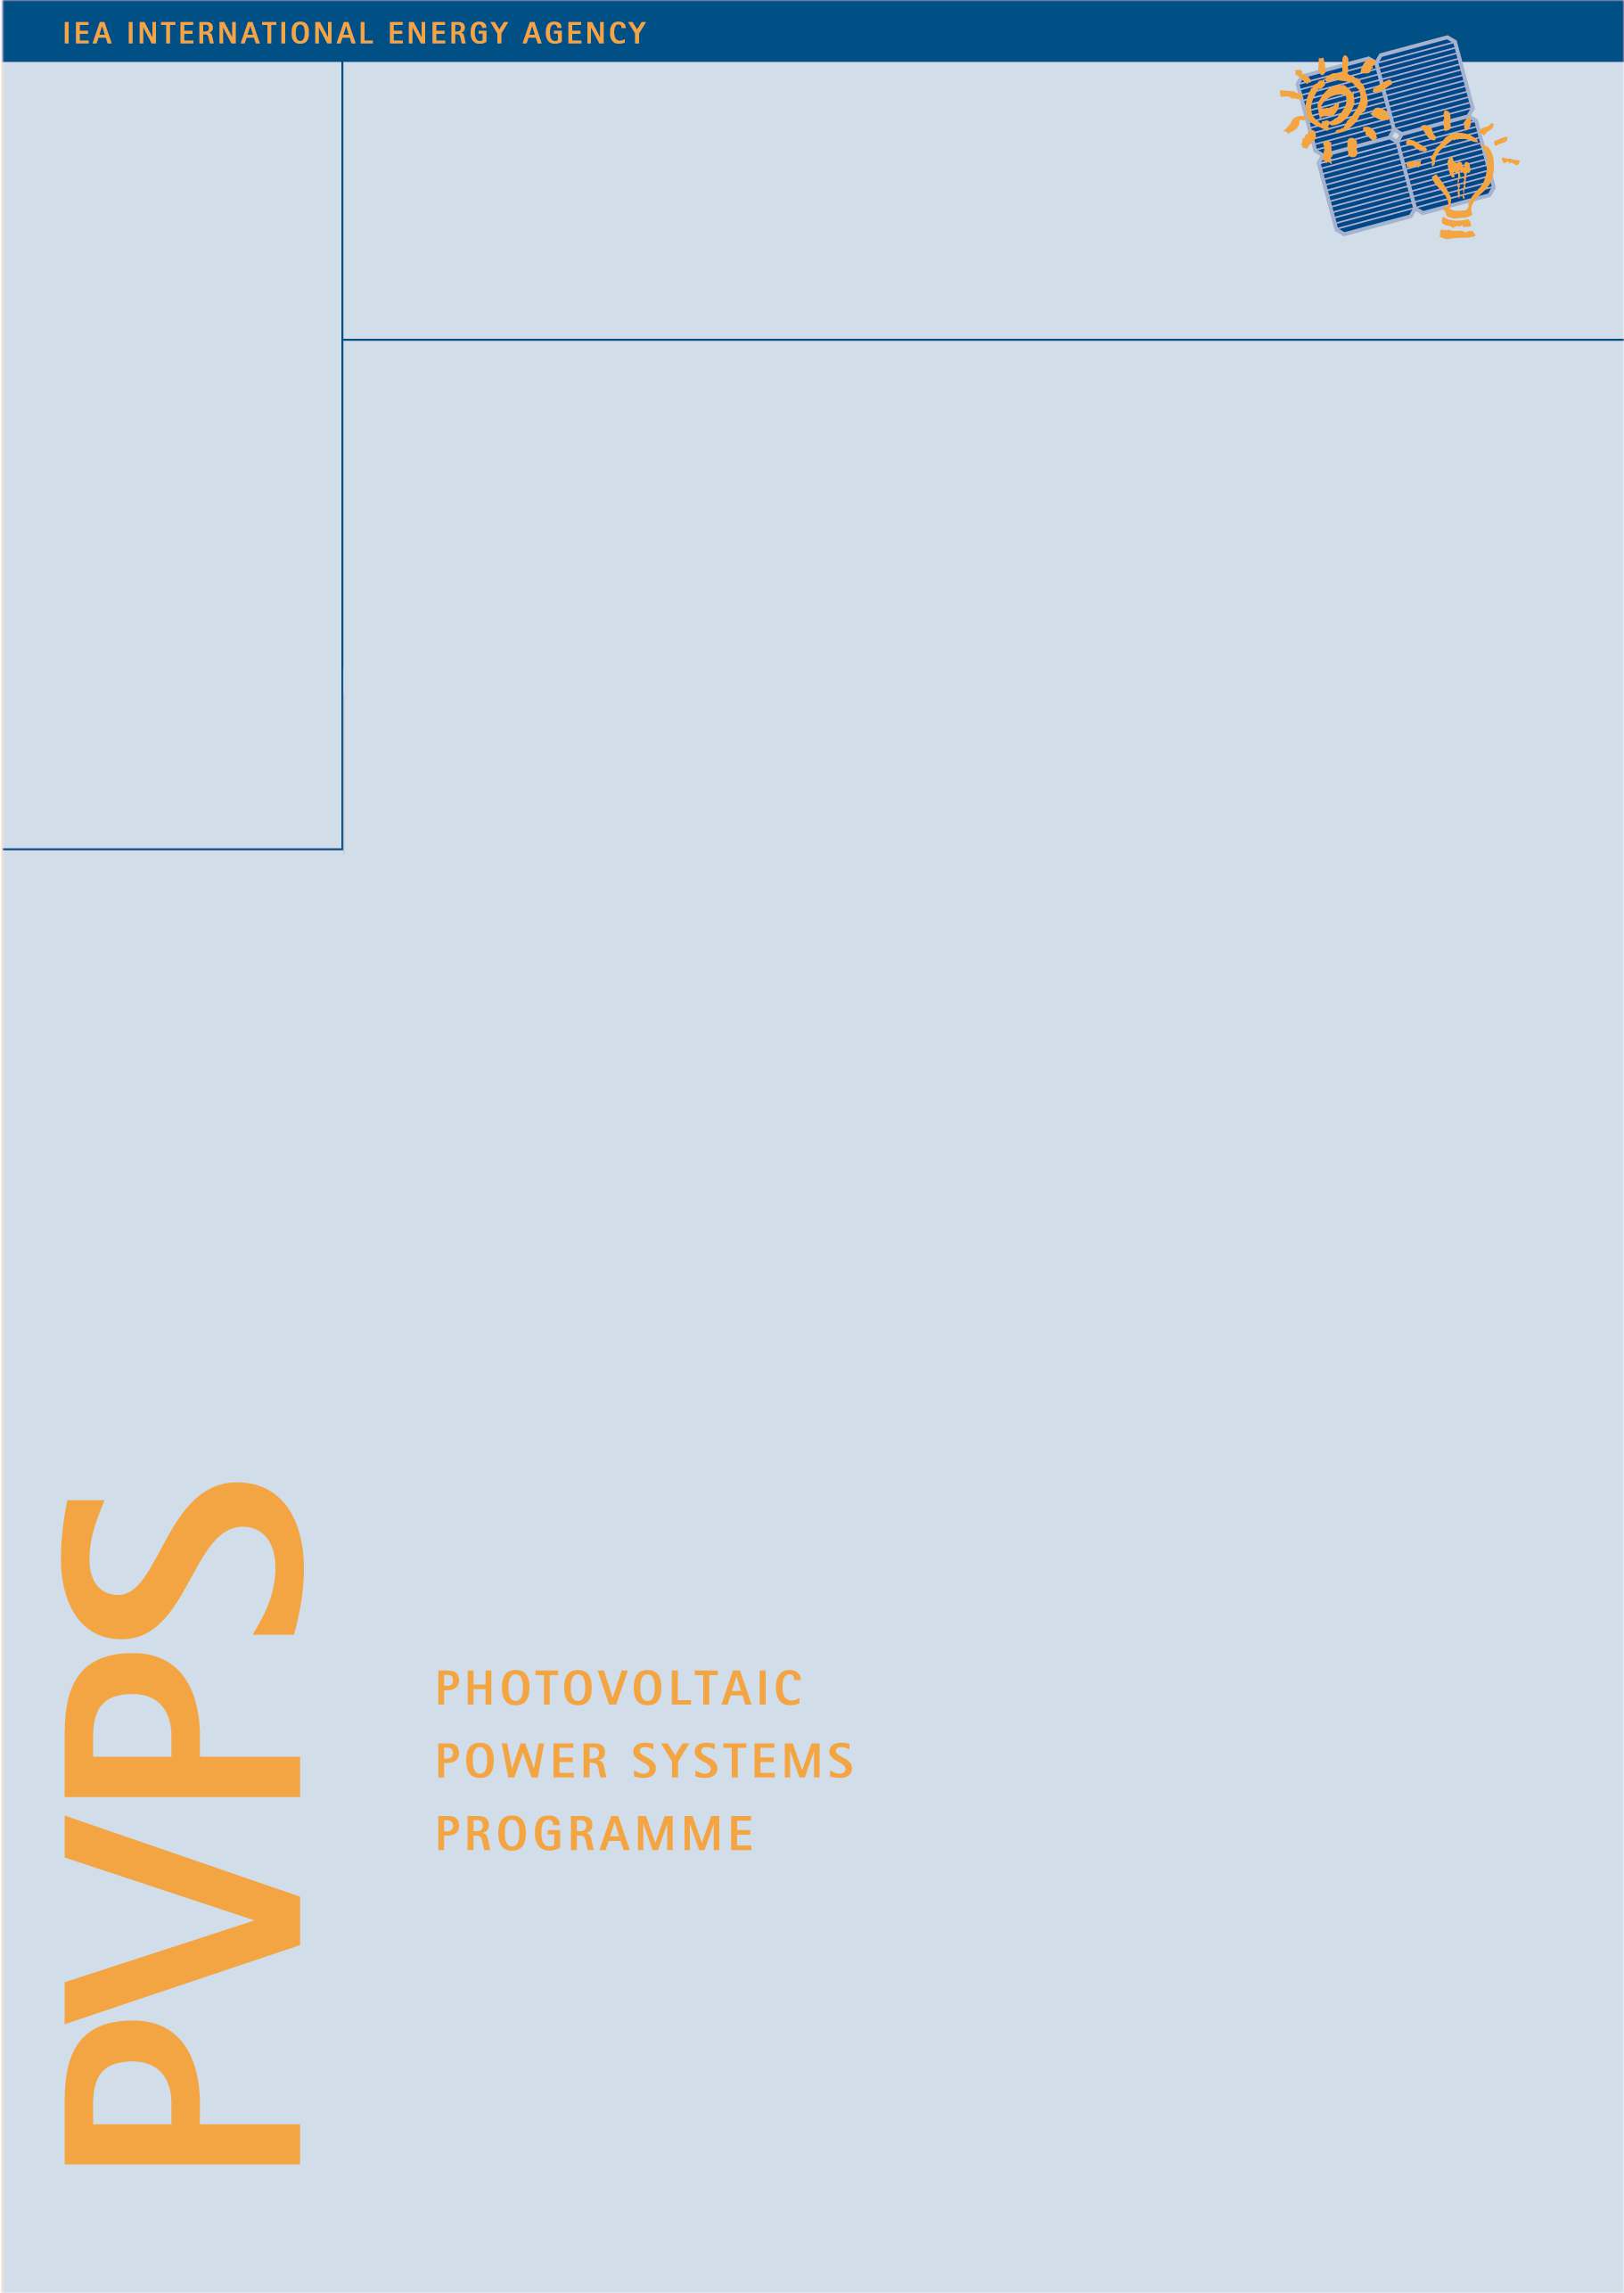 IEA INTERNATIONAL ENERGY AGENCY
PVPS
PHOTOVOLTAIC
POWER SYSTEMS
PROGRAMME